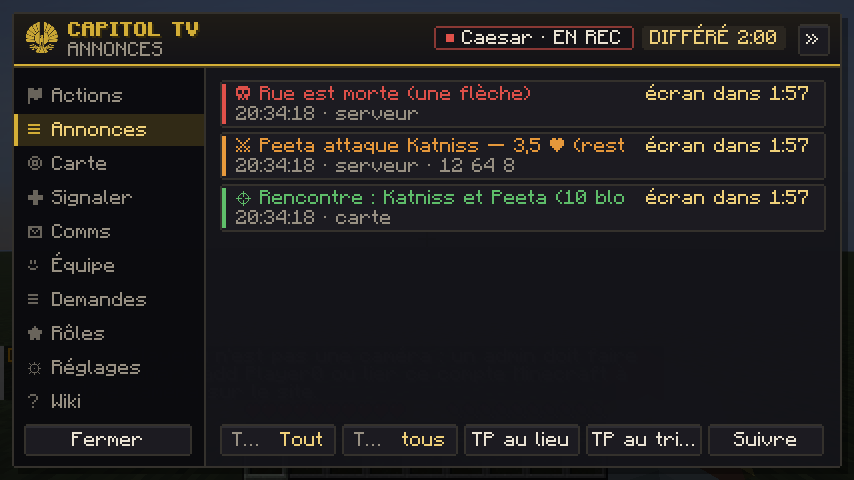 CAPITOL TV
ANNONCES
Caesar · EN REC
DIFFÉRÉ 2:00
»
Actions
Annonces
Carte
Signaler
Comms
Équipe
Demandes
Rôles
Réglages
? Wiki
Fermer
Rue est morte (une flèche) écran dans 1:57
20:34:18 · serveur
Peeta attaque Katniss — 3,5 ♥ (rest écran dans 1:57
20:34:18 · serveur · 12 64 8
Rencontre : Katniss et Peeta (10 blo écran dans 1:57
20:34:18 · carte
T... Tout
T... tous
TP au lieu
TP au tri...
Suivre